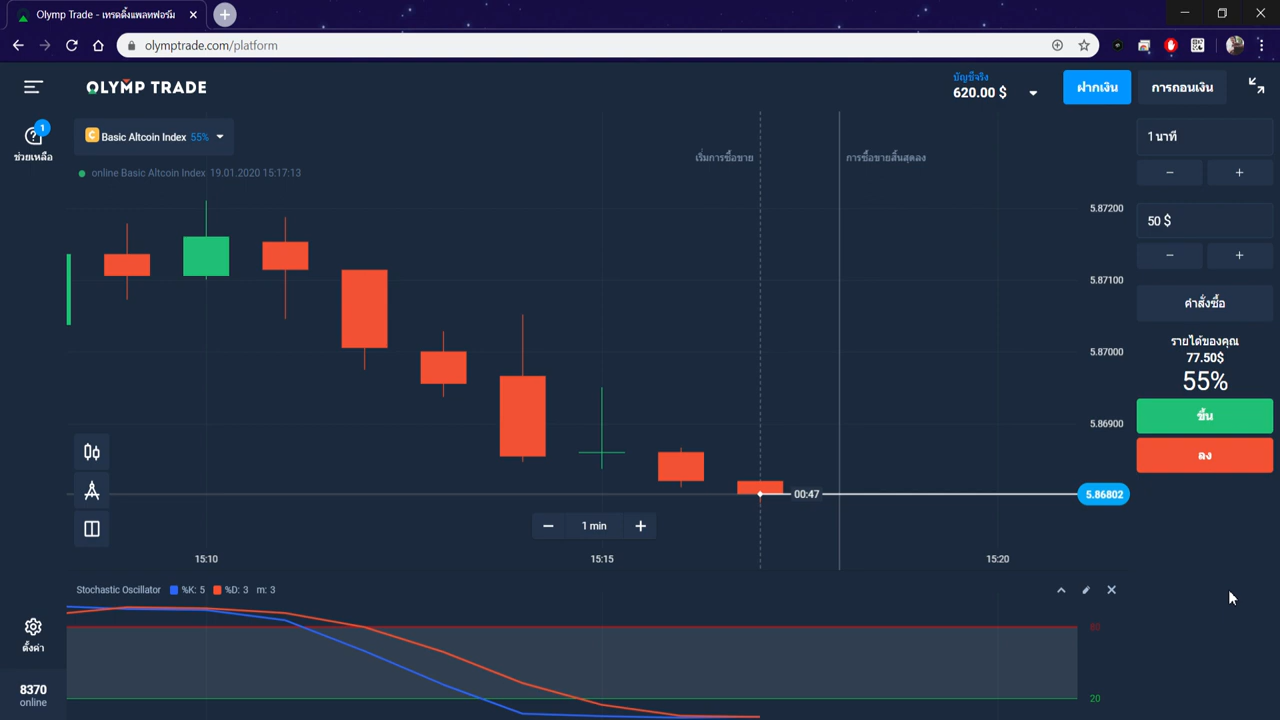 Olymp Trade - เทรดดิ้งแพลทฟอร์ม
olymptrade.com/platform
OLYMP TRADE
บัญชีจริง
620.00 $
ฝากเงิน
การถอนเงิน
1
ช่วยเหลือ
Basic Altcoin Index 55%
online Basic Altcoin Index 19.01.2020 15:17:13
เริ่มการซื้อขาย
การซื้อขายสิ้นสุดลง
1 นาที
− +
50 $
− +
คำสั่งซื้อ
รายได้ของคุณ
77.50$
55%
ขึ้น
ลง
5.87200
5.87100
5.87000
5.86900
00:47
5.86802
− 1 min +
15:10
15:15
15:20
Stochastic Oscillator %K: 5 %D: 3 m: 3
80
20
ตั้งค่า
8370
online